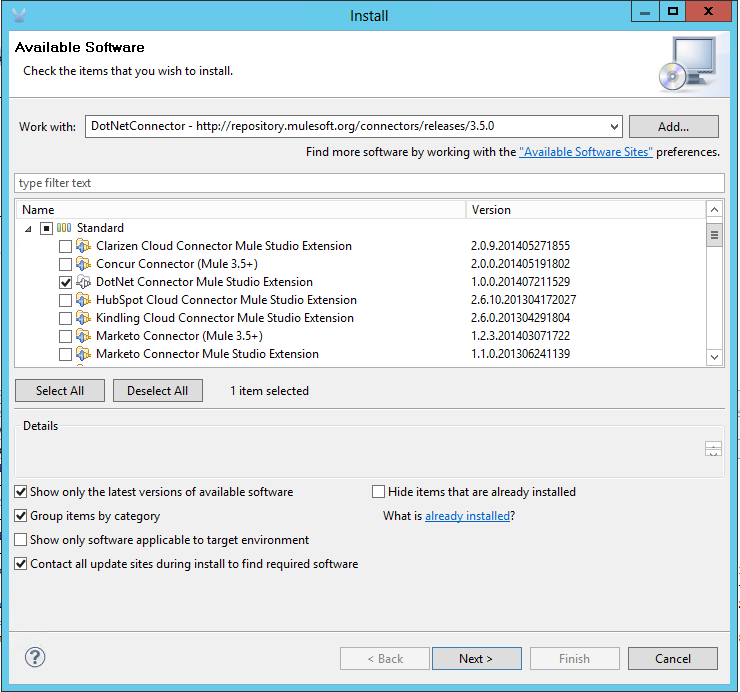 Install
Available Software
Check the items that you wish to install.
Work with: DotNetConnector - http://repository.mulesoft.org/connectors/releases/3.5.0 Add...
Find more software by working with the "Available Software Sites" preferences.
type filter text
Name Version
Standard
Clarizen Cloud Connector Mule Studio Extension 2.0.9.201405271855
Concur Connector (Mule 3.5+) 2.0.0.201405191802
DotNet Connector Mule Studio Extension 1.0.0.201407211529
HubSpot Cloud Connector Mule Studio Extension 2.6.10.201304172027
Kindling Cloud Connector Mule Studio Extension 2.6.0.201304291804
Marketo Connector (Mule 3.5+) 1.2.3.201403071722
Marketo Connector Mule Studio Extension 1.1.0.201306241139
Select All Deselect All 1 item selected
Details
Show only the latest versions of available software Hide items that are already installed
Group items by category What is already installed?
Show only software applicable to target environment
Contact all update sites during install to find required software
? < Back Next > Finish Cancel